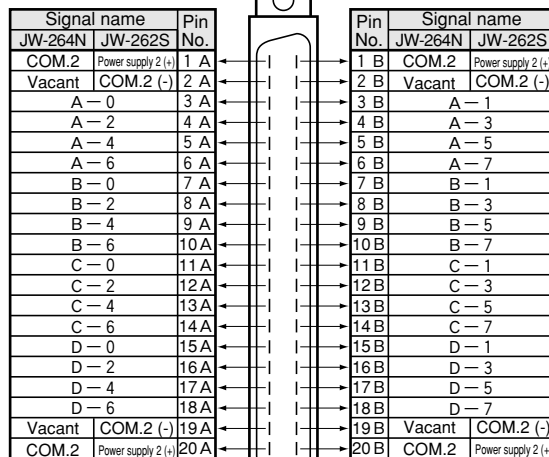 Signal name Pin Pin Signal name
JW-264N JW-262S No. No. JW-264N JW-262S
COM.2 Power supply 2 (+) 1 A 1 B COM.2 Power supply 2 (+)
Vacant COM.2 (-) 2 A 2 B Vacant COM.2 (-)
A — 0 3 A 3 B A — 1
A — 2 4 A 4 B A — 3
A — 4 5 A 5 B A — 5
A — 6 6 A 6 B A — 7
B — 0 7 A 7 B B — 1
B — 2 8 A 8 B B — 3
B — 4 9 A 9 B B — 5
B — 6 10 A 10 B B — 7
C — 0 11 A 11 B C — 1
C — 2 12 A 12 B C — 3
C — 4 13 A 13 B C — 5
C — 6 14 A 14 B C — 7
D — 0 15 A 15 B D — 1
D — 2 16 A 16 B D — 3
D — 4 17 A 17 B D — 5
D — 6 18 A 18 B D — 7
Vacant COM.2 (-) 19 A 19 B Vacant COM.2 (-)
COM.2 Power supply 2 (+) 20 A 20 B COM.2 Power supply 2 (+)